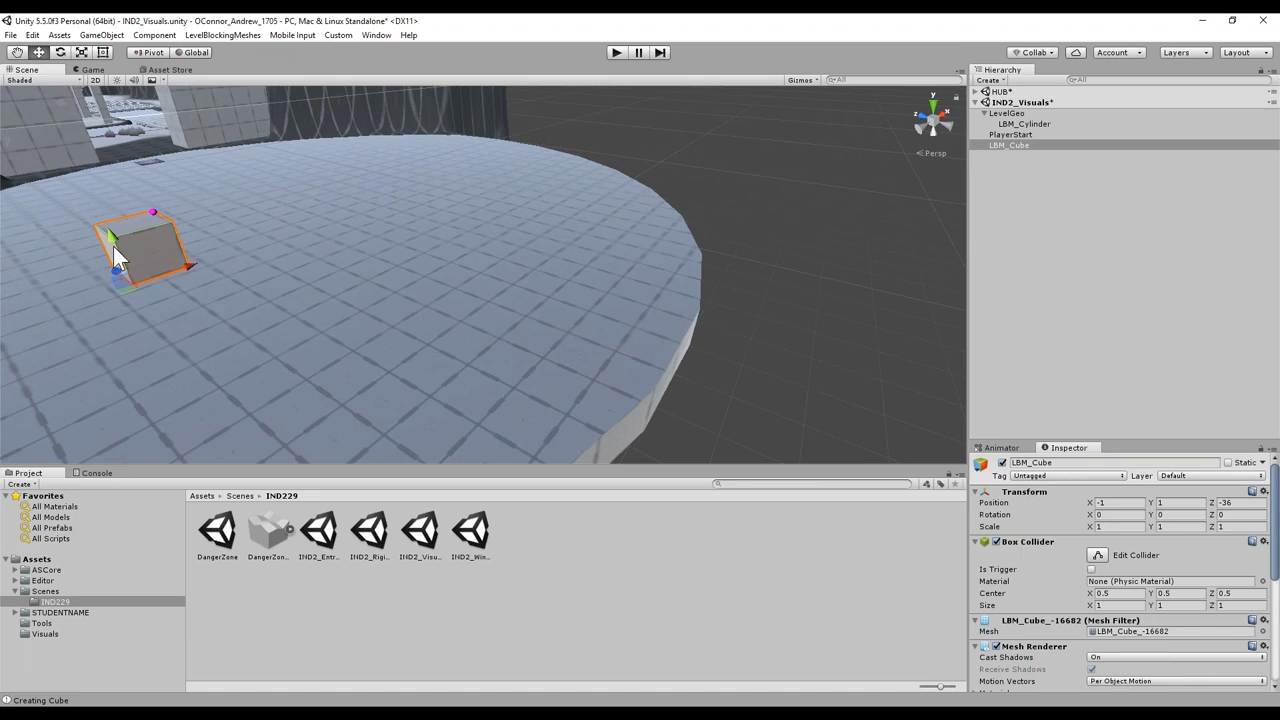 Unity 5.5.0f3 Personal (64bit) - IND2_Visuals.unity - OConnor_Andrew_1705 - PC, Mac & Linux Standalone* <DX11>
File Edit Assets GameObject Component LevelBlockingMeshes Mobile Input Custom Window Help
Pivot Global Collab Account Layers Layout
Scene Game Asset Store
Shaded 2D Gizmos All
y
x
z
Persp
Hierarchy
Create All
HUB*
IND2_Visuals*
LevelGeo
LBM_Cylinder
PlayerStart
LBM_Cube
Animator Inspector
LBM_Cube Static
Tag Untagged Layer Default
Transform
Position X -1 Y 1 Z -36
Rotation X 0 Y 0 Z 0
Scale X 1 Y 1 Z 1
Box Collider
Edit Collider
Is Trigger
Material None (Physic Material)
Center X 0.5 Y 0.5 Z 0.5
Size X 1 Y 1 Z 1
LBM_Cube_-16682 (Mesh Filter)
Mesh LBM_Cube_-16682
Mesh Renderer
Cast Shadows On
Receive Shadows
Motion Vectors Per Object Motion
Project Console
Create
Favorites
All Materials
All Models
All Prefabs
All Scripts
Assets
ASCore
Editor
Scenes
IND229
STUDENTNAME
Tools
Visuals
Assets Scenes IND229
DangerZone DangerZon... IND2_Entr... IND2_Rigi... IND2_Visu... IND2_Win...
Creating Cube